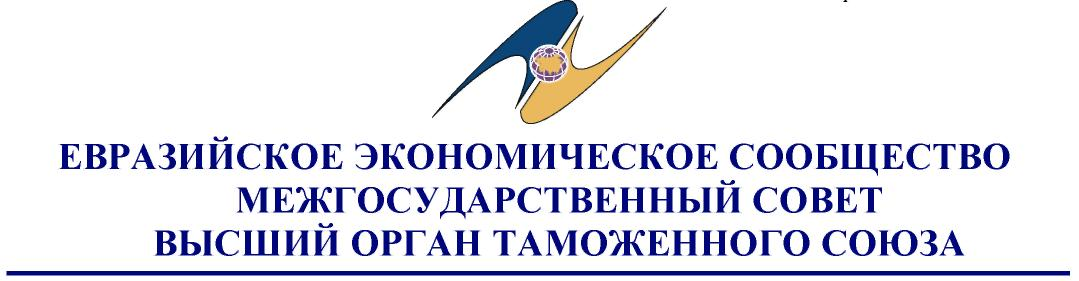 ЕВРАЗИЙСКОЕ ЭКОНОМИЧЕСКОЕ СООБЩЕСТВО
МЕЖГОСУДАРСТВЕННЫЙ СОВЕТ
ВЫСШИЙ ОРГАН ТАМОЖЕННОГО СОЮЗА